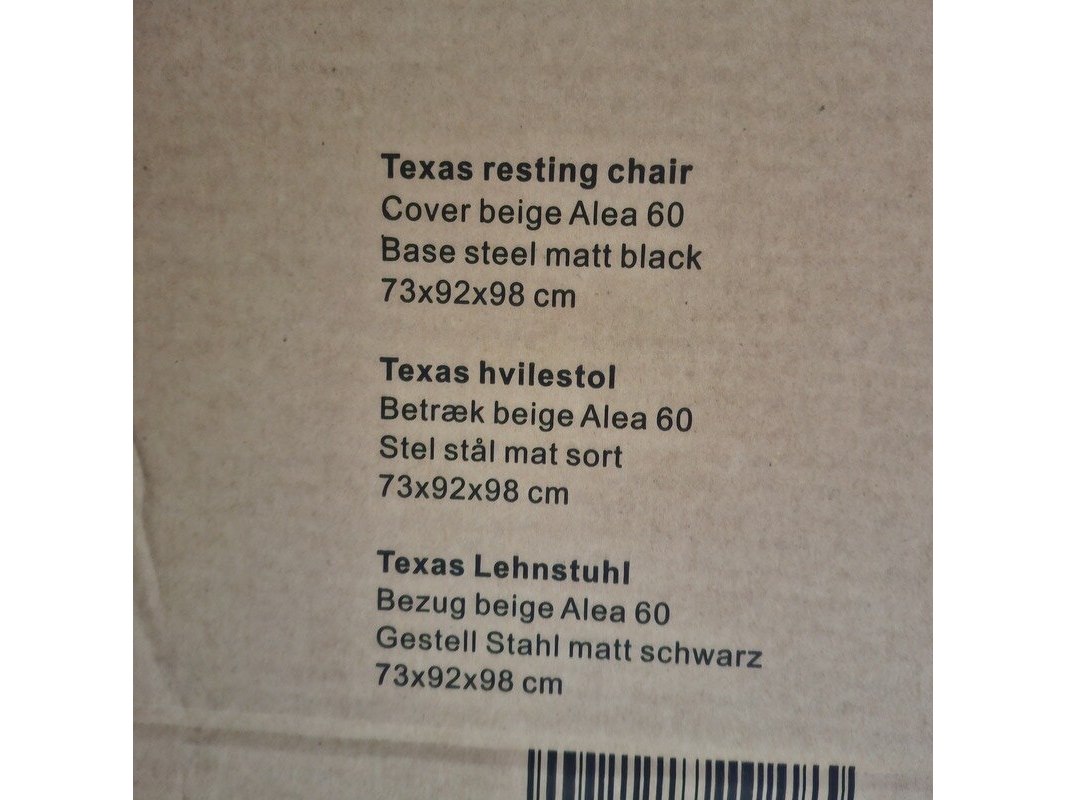 Texas resting chair
Cover beige Alea 60
Base steel matt black
73x92x98 cm
Texas hvilestol
Betræk beige Alea 60
Stel stål mat sort
73x92x98 cm
Texas Lehnstuhl
Bezug beige Alea 60
Gestell Stahl matt schwarz
73x92x98 cm